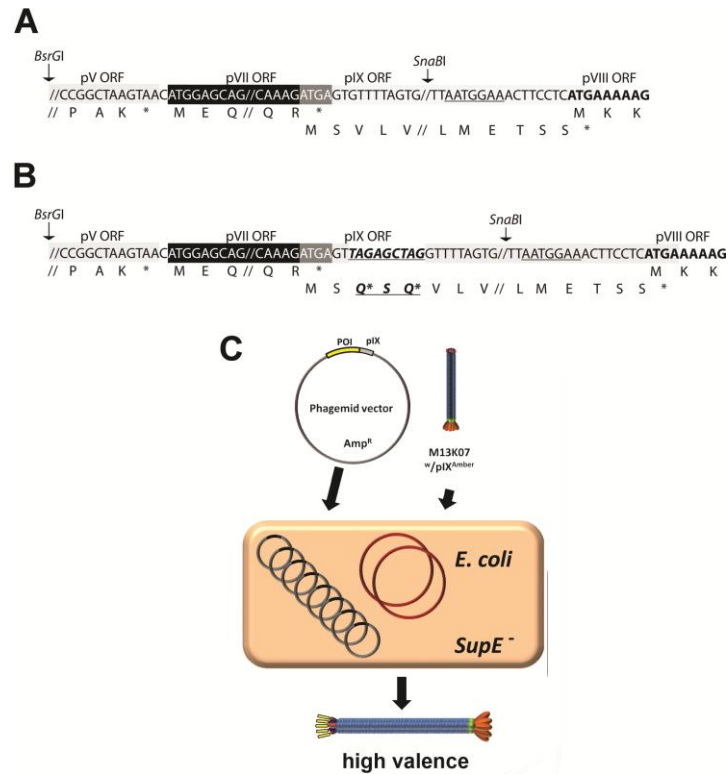 A
BsrGI
SnaBI
pV ORF pVII ORF pIX ORF pVIII ORF
//CCGGCTAAGTAACATGGAGCAG//CAAAGATGAGTGTTTTAGTG//TTAATGGAAACTTCCTCATGAAAAAG
// P A K * M E Q // Q R * M K K
M S V L V // L M E T S S *
B
BsrGI
SnaBI
pV ORF pVII ORF pIX ORF pVIII ORF
//CCGGCTAAGTAACATGGAGCAG//CAAAGATGAGTTAGAGCTAGGTTTTAGTG//TTAATGGAAACTTCCTCATGAAAAAG
// P A K * M E Q // Q R * M K K
M S Q* S Q* V L V // L M E T S S *
C
POI pIX
Phagemid vector
AmpR
M13K07
w/pIXAmber
E. coli
SupE -
high valence